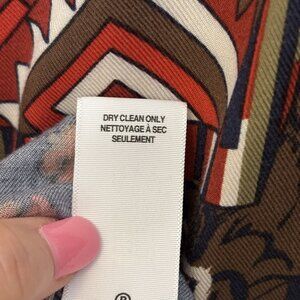 DRY CLEAN ONLY
NETTOYAGE À SEC
SEULEMENT
Ⓟ